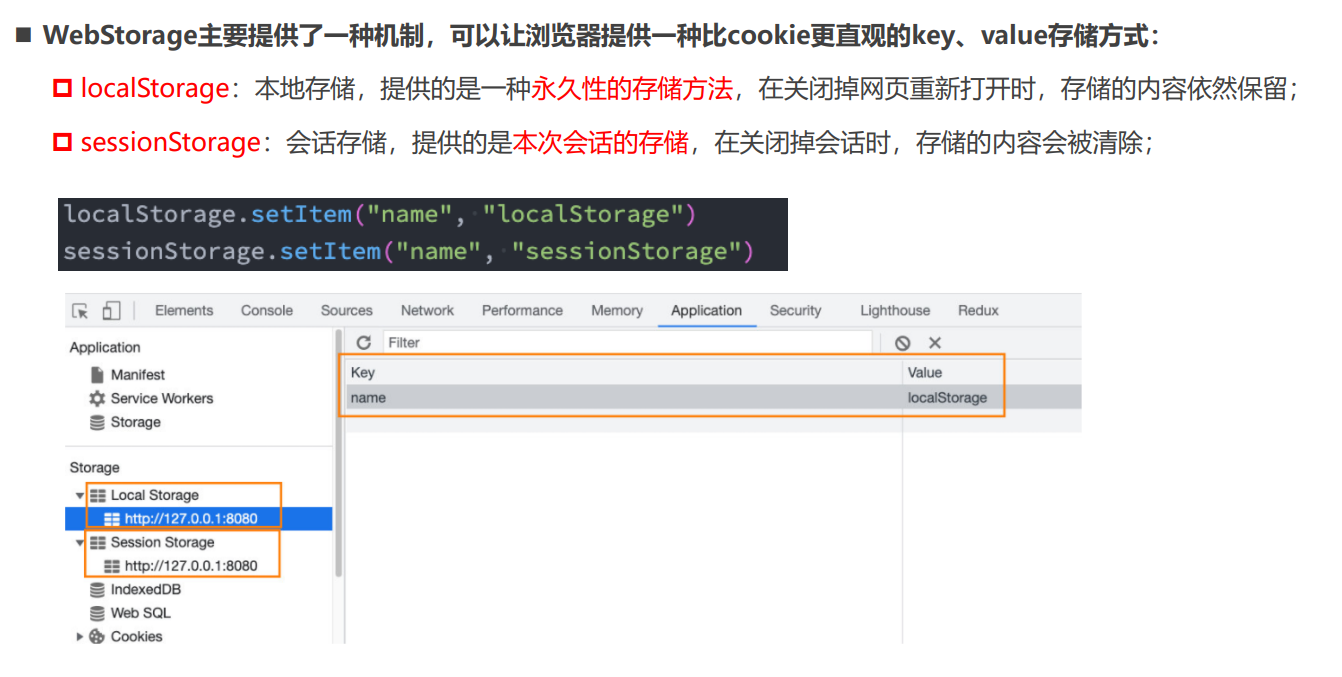 WebStorage主要提供了一种机制，可以让浏览器提供一种比cookie更直观的key、value存储方式：
localStorage：本地存储，提供的是一种永久性的存储方法，在关闭掉网页重新打开时，存储的内容依然保留；
sessionStorage：会话存储，提供的是本次会话的存储，在关闭掉会话时，存储的内容会被清除；
localStorage.setItem("name", "localStorage")
sessionStorage.setItem("name", "sessionStorage")
Elements Console Sources Network Performance Memory Application Security Lighthouse Redux
Application
Manifest
Service Workers
Storage
Storage
Local Storage
http://127.0.0.1:8080
Session Storage
http://127.0.0.1:8080
IndexedDB
Web SQL
Cookies
Filter
Key Value
name localStorage